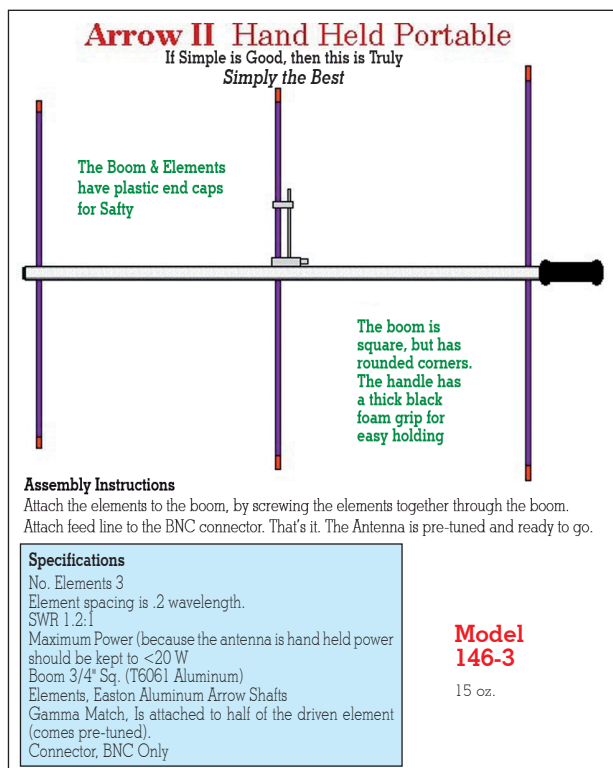 Arrow II Hand Held Portable
If Simple is Good, then this is Truly
Simply the Best
The Boom & Elements
have plastic end caps
for Safty
The boom is
square, but has
rounded corners.
The handle has
a thick black
foam grip for
easy holding
Assembly Instructions
Attach the elements to the boom, by screwing the elements together through the boom.
Attach feed line to the BNC connector. That's it. The Antenna is pre-tuned and ready to go.
Specifications
No. Elements 3
Element spacing is .2 wavelength.
SWR 1.2:1
Maximum Power (because the antenna is hand held power
should be kept to <20 W
Boom 3/4" Sq. (T6061 Aluminum)
Elements, Easton Aluminum Arrow Shafts
Gamma Match, Is attached to half of the driven element
(comes pre-tuned).
Connector, BNC Only
Model
146-3
15 oz.